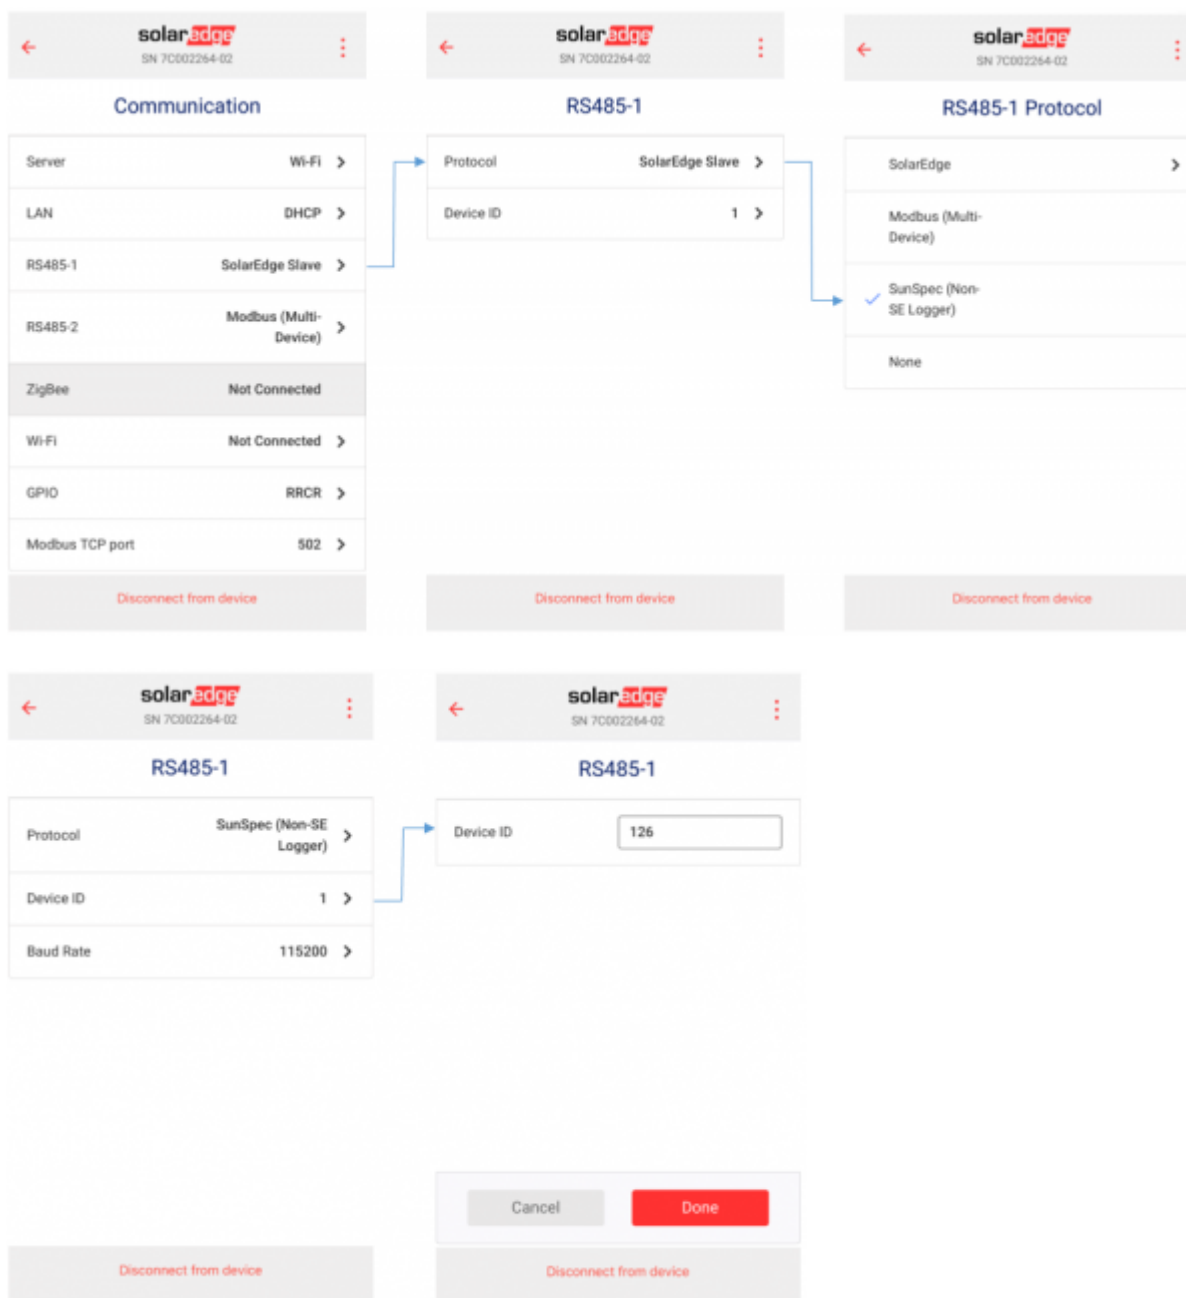 solaredge
SN 7C002264-02
Communication
Server Wi-Fi
LAN DHCP
RS485-1 SolarEdge Slave
RS485-2 Modbus (Multi-
Device)
ZigBee Not Connected
Wi-Fi Not Connected
GPIO RRCR
Modbus TCP port 502
Disconnect from device
solaredge
SN 7C002264-02
RS485-1
Protocol SolarEdge Slave
Device ID 1
Disconnect from device
solaredge
SN 7C002264-02
RS485-1 Protocol
SolarEdge
Modbus (Multi-
Device)
SunSpec (Non-
SE Logger)
None
Disconnect from device
solaredge
SN 7C002264-02
RS485-1
Protocol SunSpec (Non-SE
Logger)
Device ID 1
Baud Rate 115200
Disconnect from device
solaredge
SN 7C002264-02
RS485-1
Device ID 126
Cancel Done
Disconnect from device